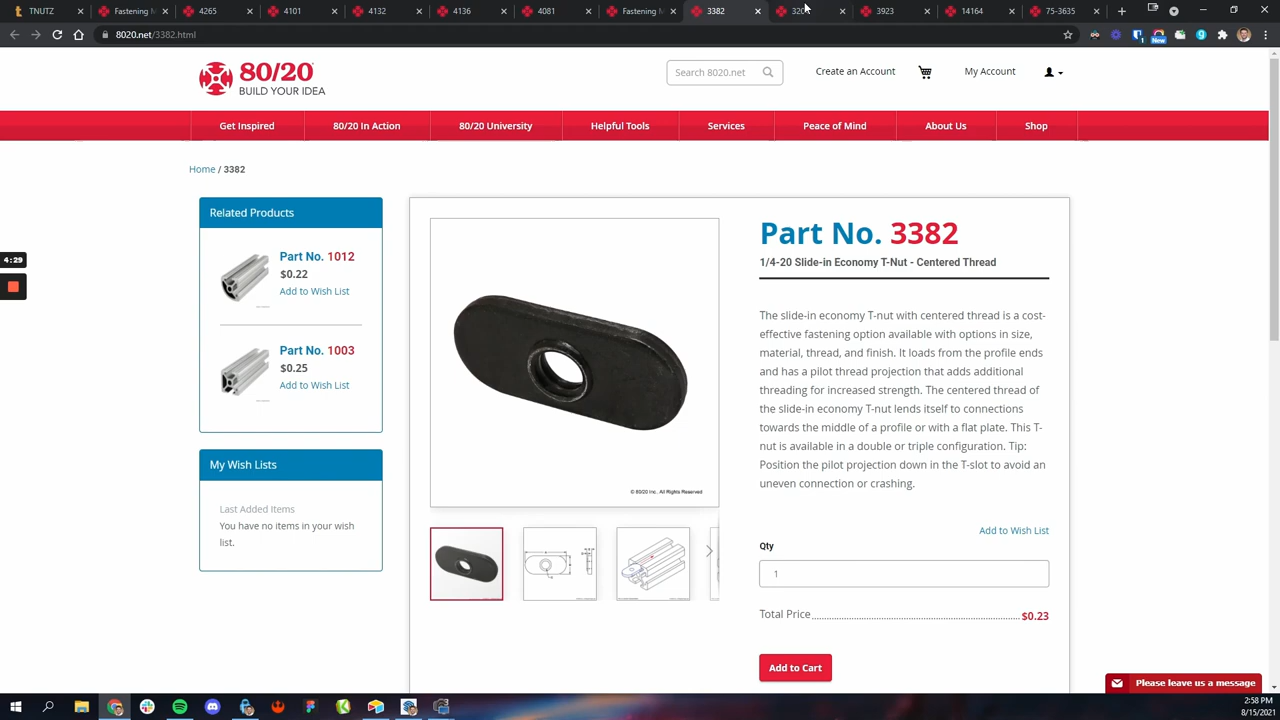 TNUTZ
4265
4101
4132
4136
4081
Fastening M
3382
320
3923
14164
75-3635
8020.net/3382.html
New
80/20
BUILD YOUR IDEA
Search 8020.net
Create an Account
My Account
Get Inspired
80/20 In Action
80/20 University
Helpful Tools
Services
Peace of Mind
About Us
Shop
Home / 3382
Related Products
Part No. 1012
$0.22
Add to Wish List
Part No. 1003
$0.25
Add to Wish List
My Wish Lists
Last Added Items
You have no items in your wish
list.
4:29
© 80/20 Inc. All Rights Reserved
Part No. 3382
1/4-20 Slide-in Economy T-Nut - Centered Thread
The slide-in economy T-nut with centered thread is a cost-
effective fastening option available with options in size,
material, thread, and finish. It loads from the profile ends
and has a pilot thread projection that adds additional
threading for increased strength. The centered thread of
the slide-in economy T-nut lends itself to connections
towards the middle of a profile or with a flat plate. This T-
nut is available in a double or triple configuration. Tip:
Position the pilot projection down in the T-slot to avoid an
uneven connection or crashing.
Add to Wish List
Qty
1
Total Price
$0.23
Add to Cart
Please leave us a message
2:58 PM
8/15/2021